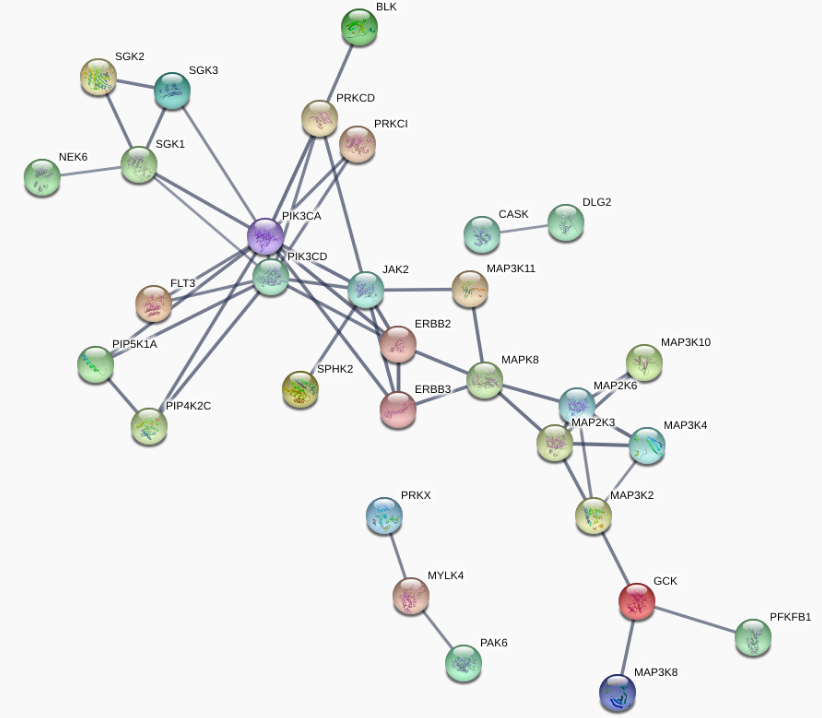 BLK
SGK2
SGK3
PRKCD
PRKCI
SGK1
NEK6
DLG2
CASK
PIK3CA
PIK3CD
JAK2
MAP3K11
FLT3
ERBB2
MAP3K10
PIP5K1A
MAPK8
SPHK2
MAP2K6
ERBB3
PIP4K2C
MAP2K3
MAP3K4
PRKX
MAP3K2
MYLK4
GCK
PFKFB1
PAK6
MAP3K8